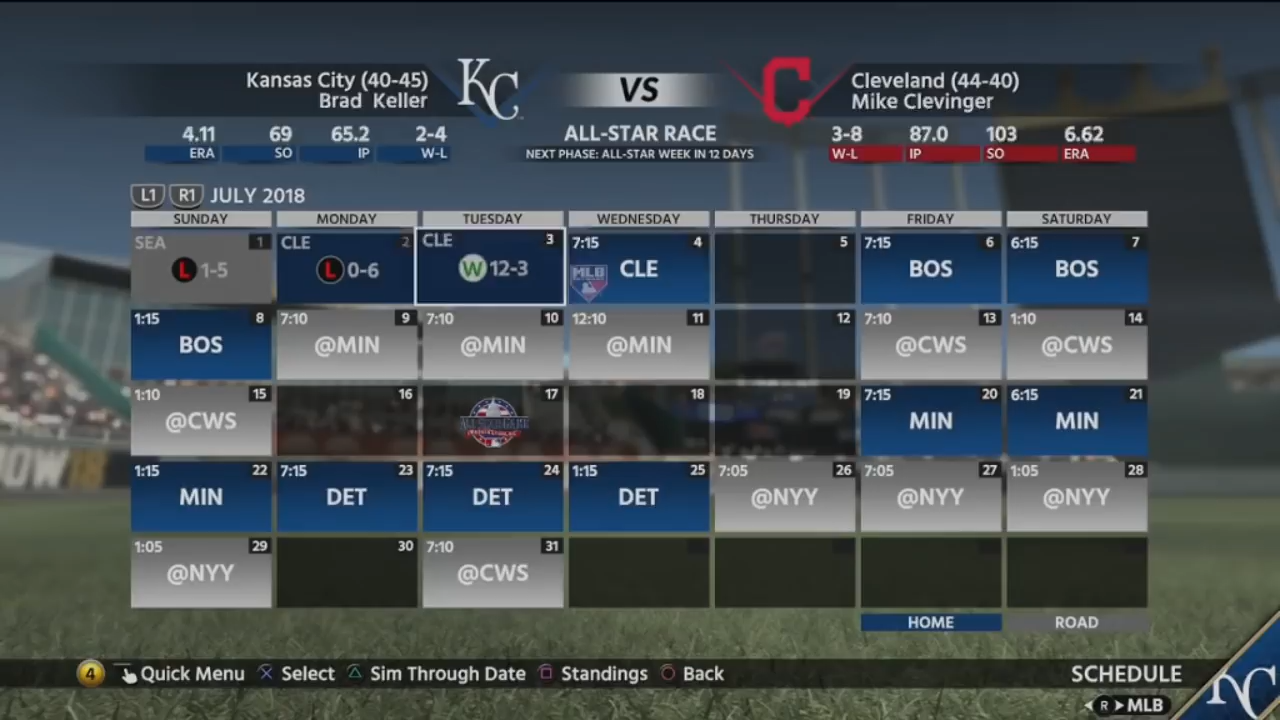 Kansas City (40-45)
Brad Keller
KC
VS
C
Cleveland (44-40)
Mike Clevinger
4.11 69 65.2 2-4
ERA SO IP W-L
ALL-STAR RACE
NEXT PHASE: ALL-STAR WEEK IN 12 DAYS
3-8 87.0 103 6.62
W-L IP SO ERA
L1 R1 JULY 2018
SUNDAY MONDAY TUESDAY WEDNESDAY THURSDAY FRIDAY SATURDAY
SEA 1 CLE 2 CLE 3 7:15 4 5 7:15 6 6:15 7
L 1-5 L 0-6 W 12-3 MLB CLE BOS BOS
1:15 8 7:10 9 7:10 10 12:10 11 12 7:10 13 1:10 14
BOS @MIN @MIN @MIN @CWS @CWS
1:10 15 16 17 18 19 7:15 20 6:15 21
@CWS ALL-STAR GAME MIN MIN
1:15 22 7:15 23 7:15 24 1:15 25 7:05 26 7:05 27 1:05 28
MIN DET DET DET @NYY @NYY @NYY
1:05 29 30 7:10 31
@NYY @CWS
HOME ROAD
OW18
4 Quick Menu Select Sim Through Date Standings Back
SCHEDULE
R MLB
KC